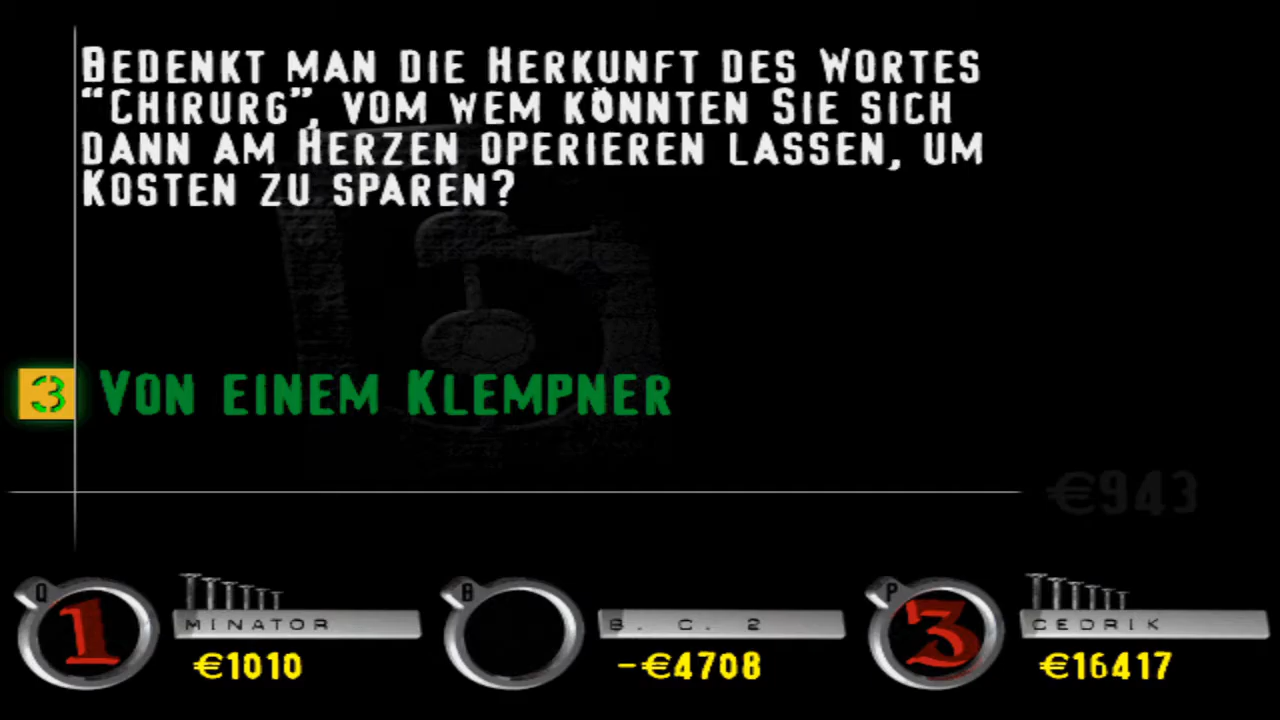 Bedenkt man die Herkunft des Wortes
“Chirurg”, vom wem könnten Sie sich
dann am Herzen operieren lassen, um
Kosten zu sparen?
3 Von einem Klempner
€943
Q B P
1 MINATOR B. C. 2 3 CEDRIK
€1010 -€4708 €16417